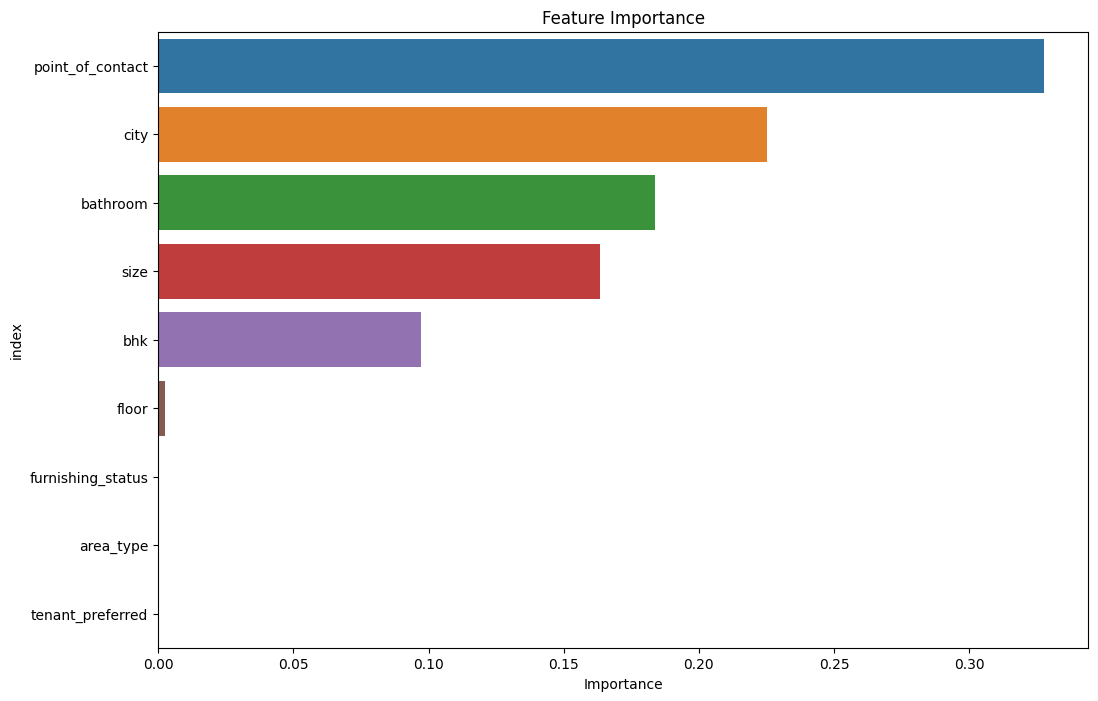 Feature Importance
point_of_contact
city
bathroom
size
bhk
floor
furnishing_status
area_type
tenant_preferred
index
0.00 0.05 0.10 0.15 0.20 0.25 0.30
Importance